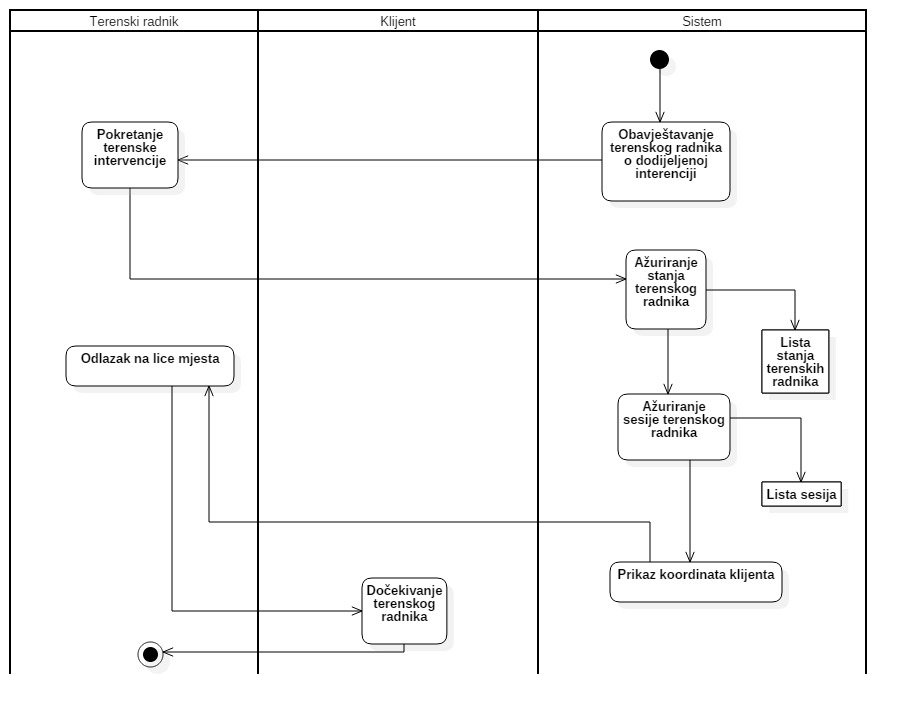 Terenski radnik
Klijent
Sistem
Pokretanje
terenske
intervencije
Obavještavanje
terenskog radnika
o dodijeljenoj
interenciji
Ažuriranje
stanja
terenskog
radnika
Lista
stanja
terenskih
radnika
Odlazak na lice mjesta
Ažuriranje
sesije terenskog
radnika
Lista sesija
Prikaz koordinata klijenta
Dočekivanje
terenskog
radnika